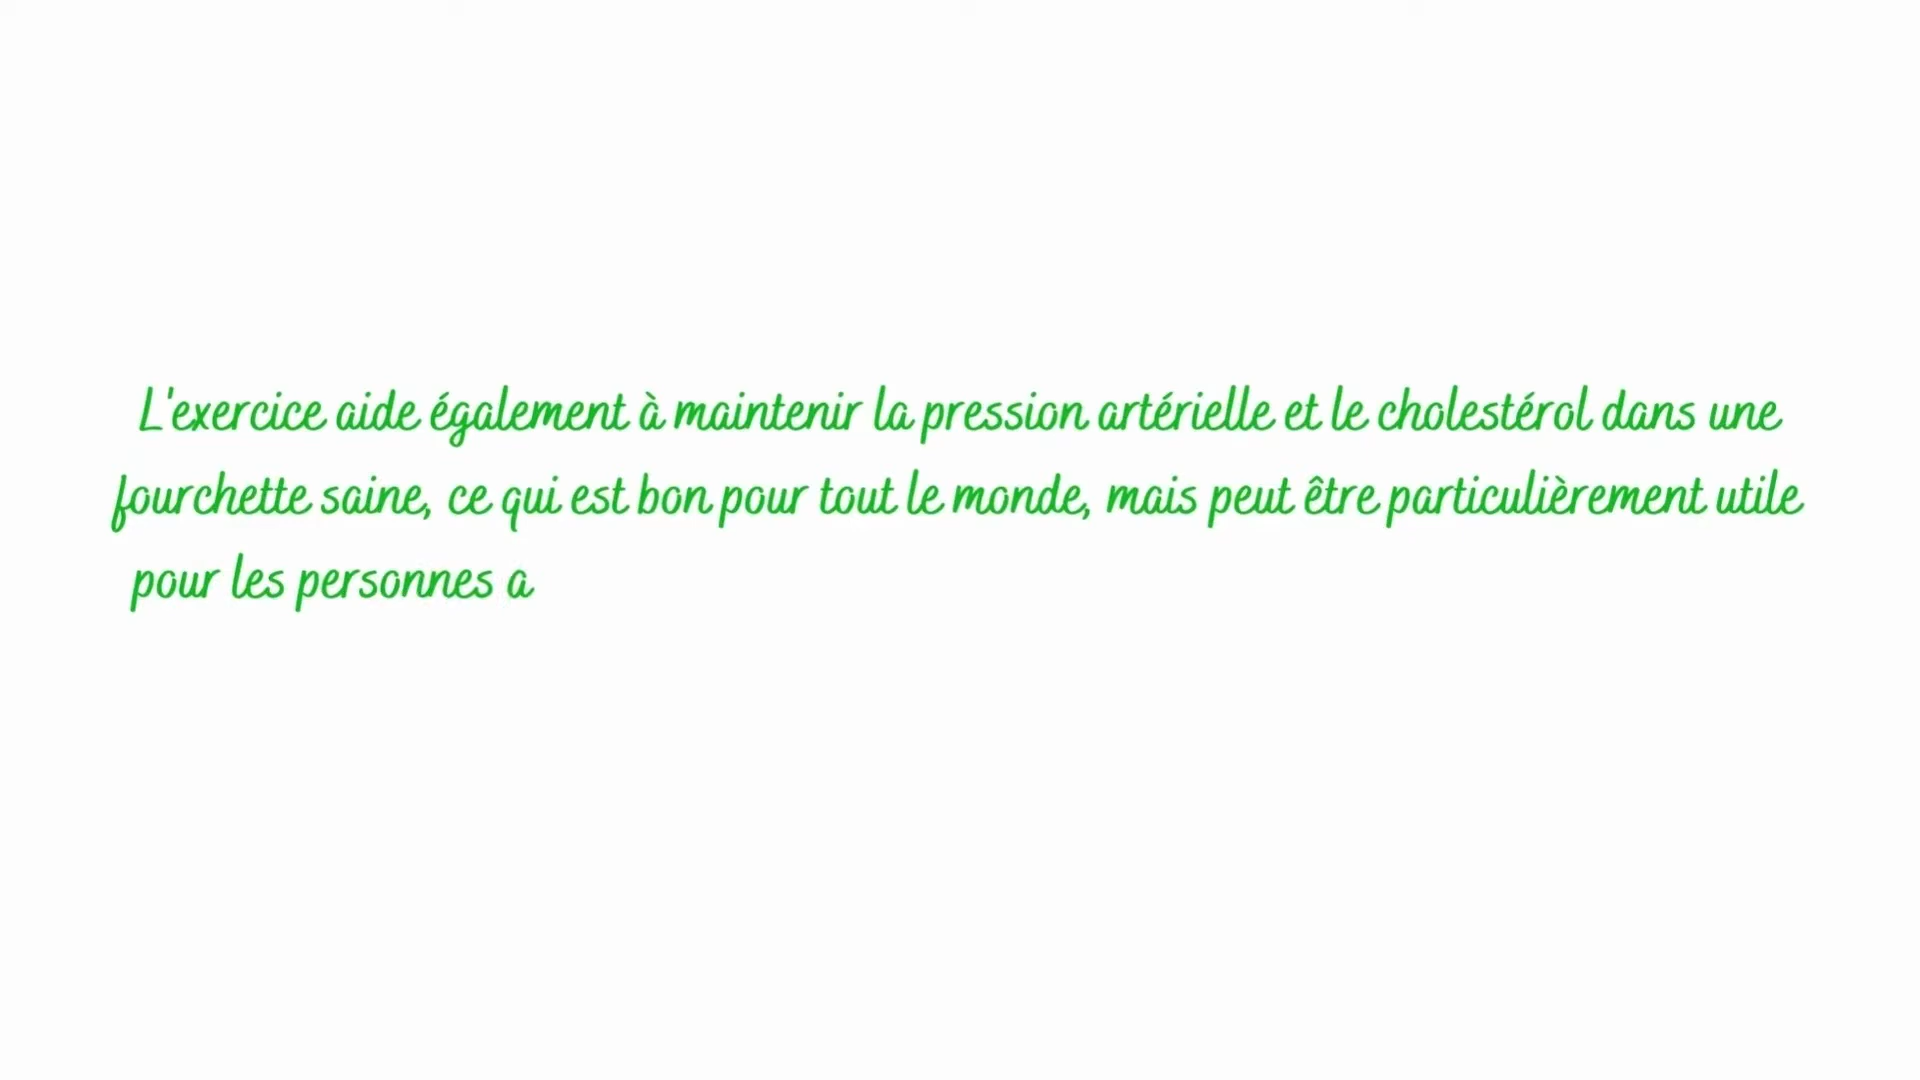 L'exercice aide également à maintenir la pression artérielle et le cholestérol dans une
fourchette saine, ce qui est bon pour tout le monde, mais peut être particulièrement utile
pour les personnes a